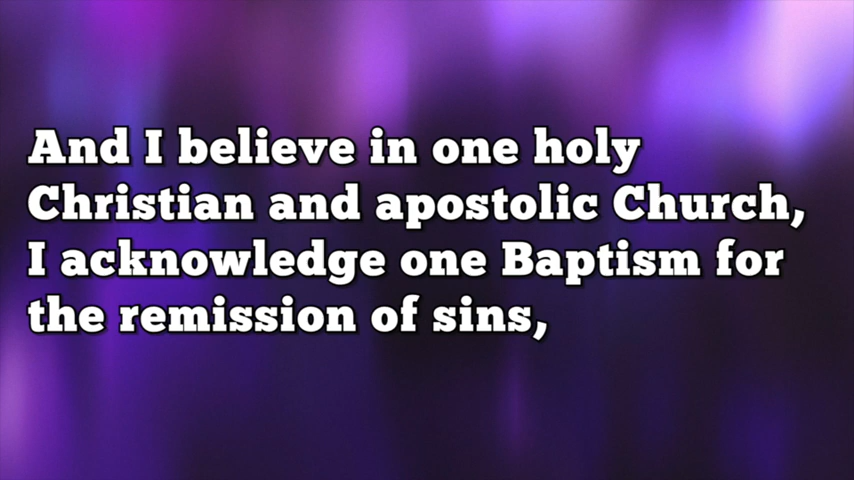 And I believe in one holy
Christian and apostolic Church,
I acknowledge one Baptism for
the remission of sins,